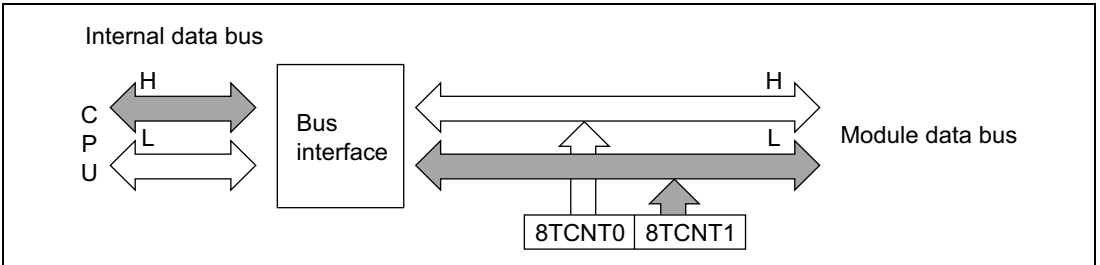 Internal data bus
H
H
C
P
U
L
Bus
interface
L
Module data bus
8TCNT0
8TCNT1